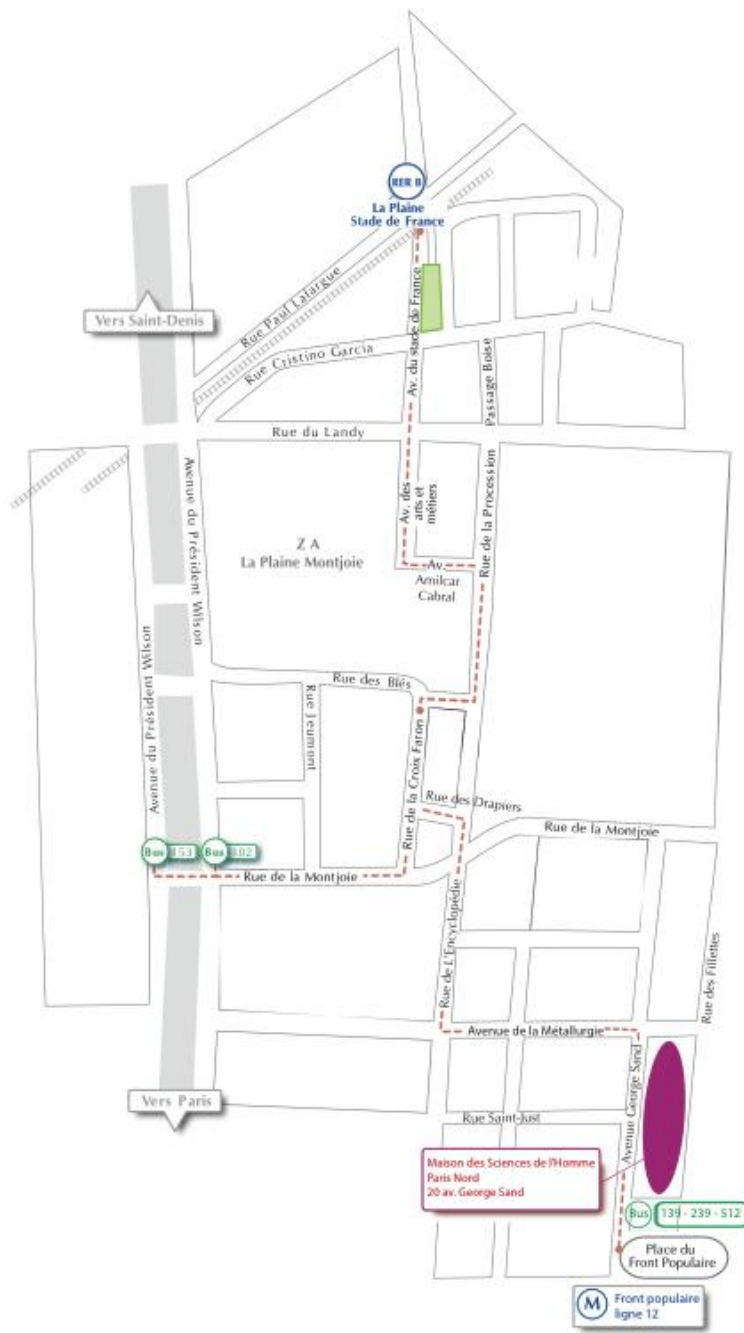 RER B
La Plaine
Stade de France
Vers Saint-Denis
Rue Paul Lafargue
Av. du stade de France
Rue Cristino Garcia
Passage Boise
Rue du Landy
Avenue du Président Wilson
Av. des
arts et
métiers
Rue de la Procession
Z A
La Plaine Montjoie
Av.
Amilcar
Cabral
Avenue du Président Wilson
Rue des Blés
Rue Jeumont
Rue de la Croix Faron
Rue des Drapiers
Rue de la Montjoie
Bus 153
Bus 302
Rue de la Montjoie
Rue de L'Encyclopédie
Rue des Fillettes
Avenue de la Métallurgie
Avenue George Sand
Vers Paris
Rue Saint-Just
Maison des Sciences de l'Homme
Paris Nord
20 av. George Sand
Bus 139 - 239 - S12
Place du
Front Populaire
M Front populaire
ligne 12